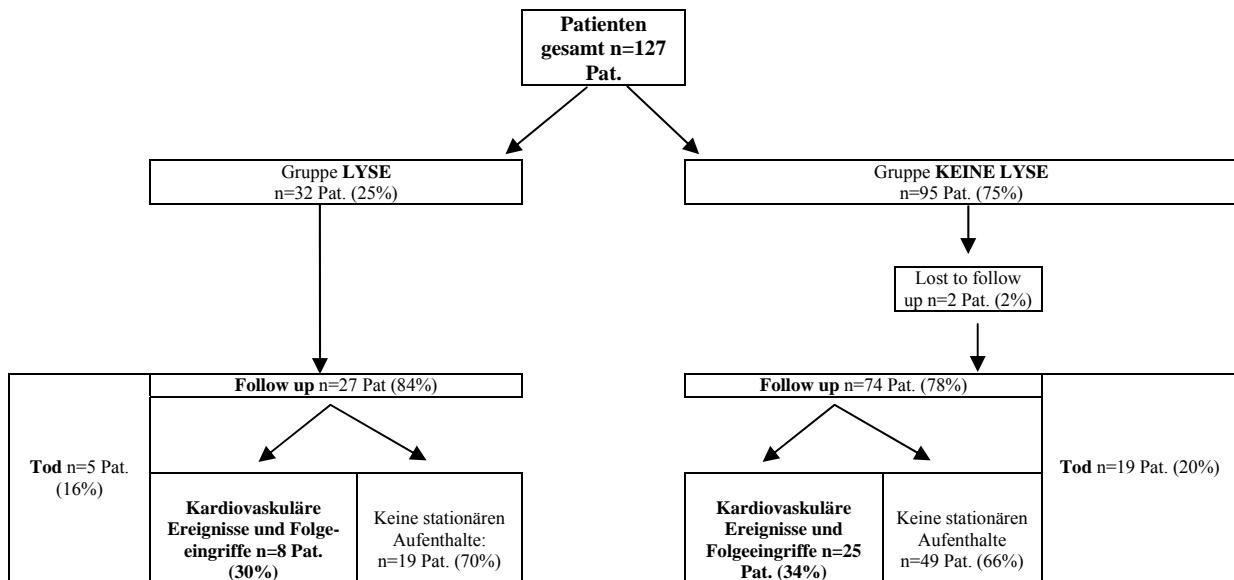 Patienten
gesamt n=127
Pat.
Gruppe LYSE
n=32 Pat. (25%)
Gruppe KEINE LYSE
n=95 Pat. (75%)
Lost to follow
up n=2 Pat. (2%)
Tod n=5 Pat.
(16%)
Follow up n=27 Pat (84%)
Kardiovaskuläre
Ereignisse und Folge-
eingriffe n=8 Pat.
(30%)
Keine stationären
Aufenthalte:
n=19 Pat. (70%)
Follow up n=74 Pat. (78%)
Kardiovaskuläre
Ereignisse und
Folgeeingriffe n=25
Pat. (34%)
Keine stationären
Aufenthalte
n=49 Pat. (66%)
Tod n=19 Pat. (20%)